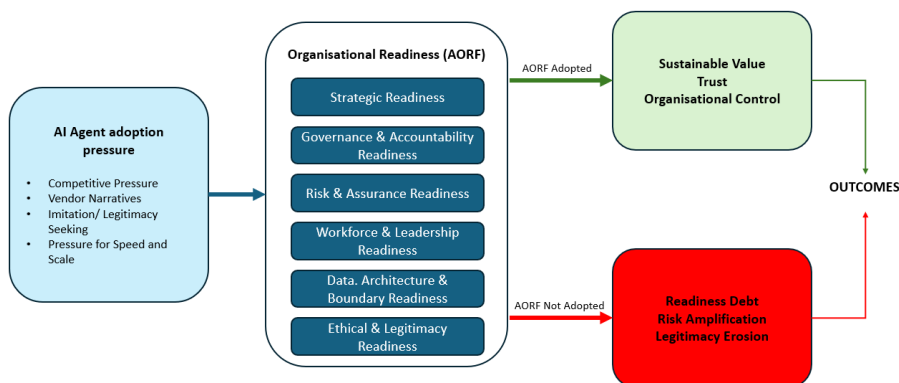 AI Agent adoption
pressure
• Competitive Pressure
• Vendor Narratives
• Imitation/ Legitimacy
Seeking
• Pressure for Speed and
Scale
Organisational Readiness (AORF)
Strategic Readiness
Governance & Accountability
Readiness
Risk & Assurance Readiness
Workforce & Leadership
Readiness
Data. Architecture &
Boundary Readiness
Ethical & Legitimacy
Readiness
AORF Adopted
Sustainable Value
Trust
Organisational Control
OUTCOMES
AORF Not Adopted
Readiness Debt
Risk Amplification
Legitimacy Erosion